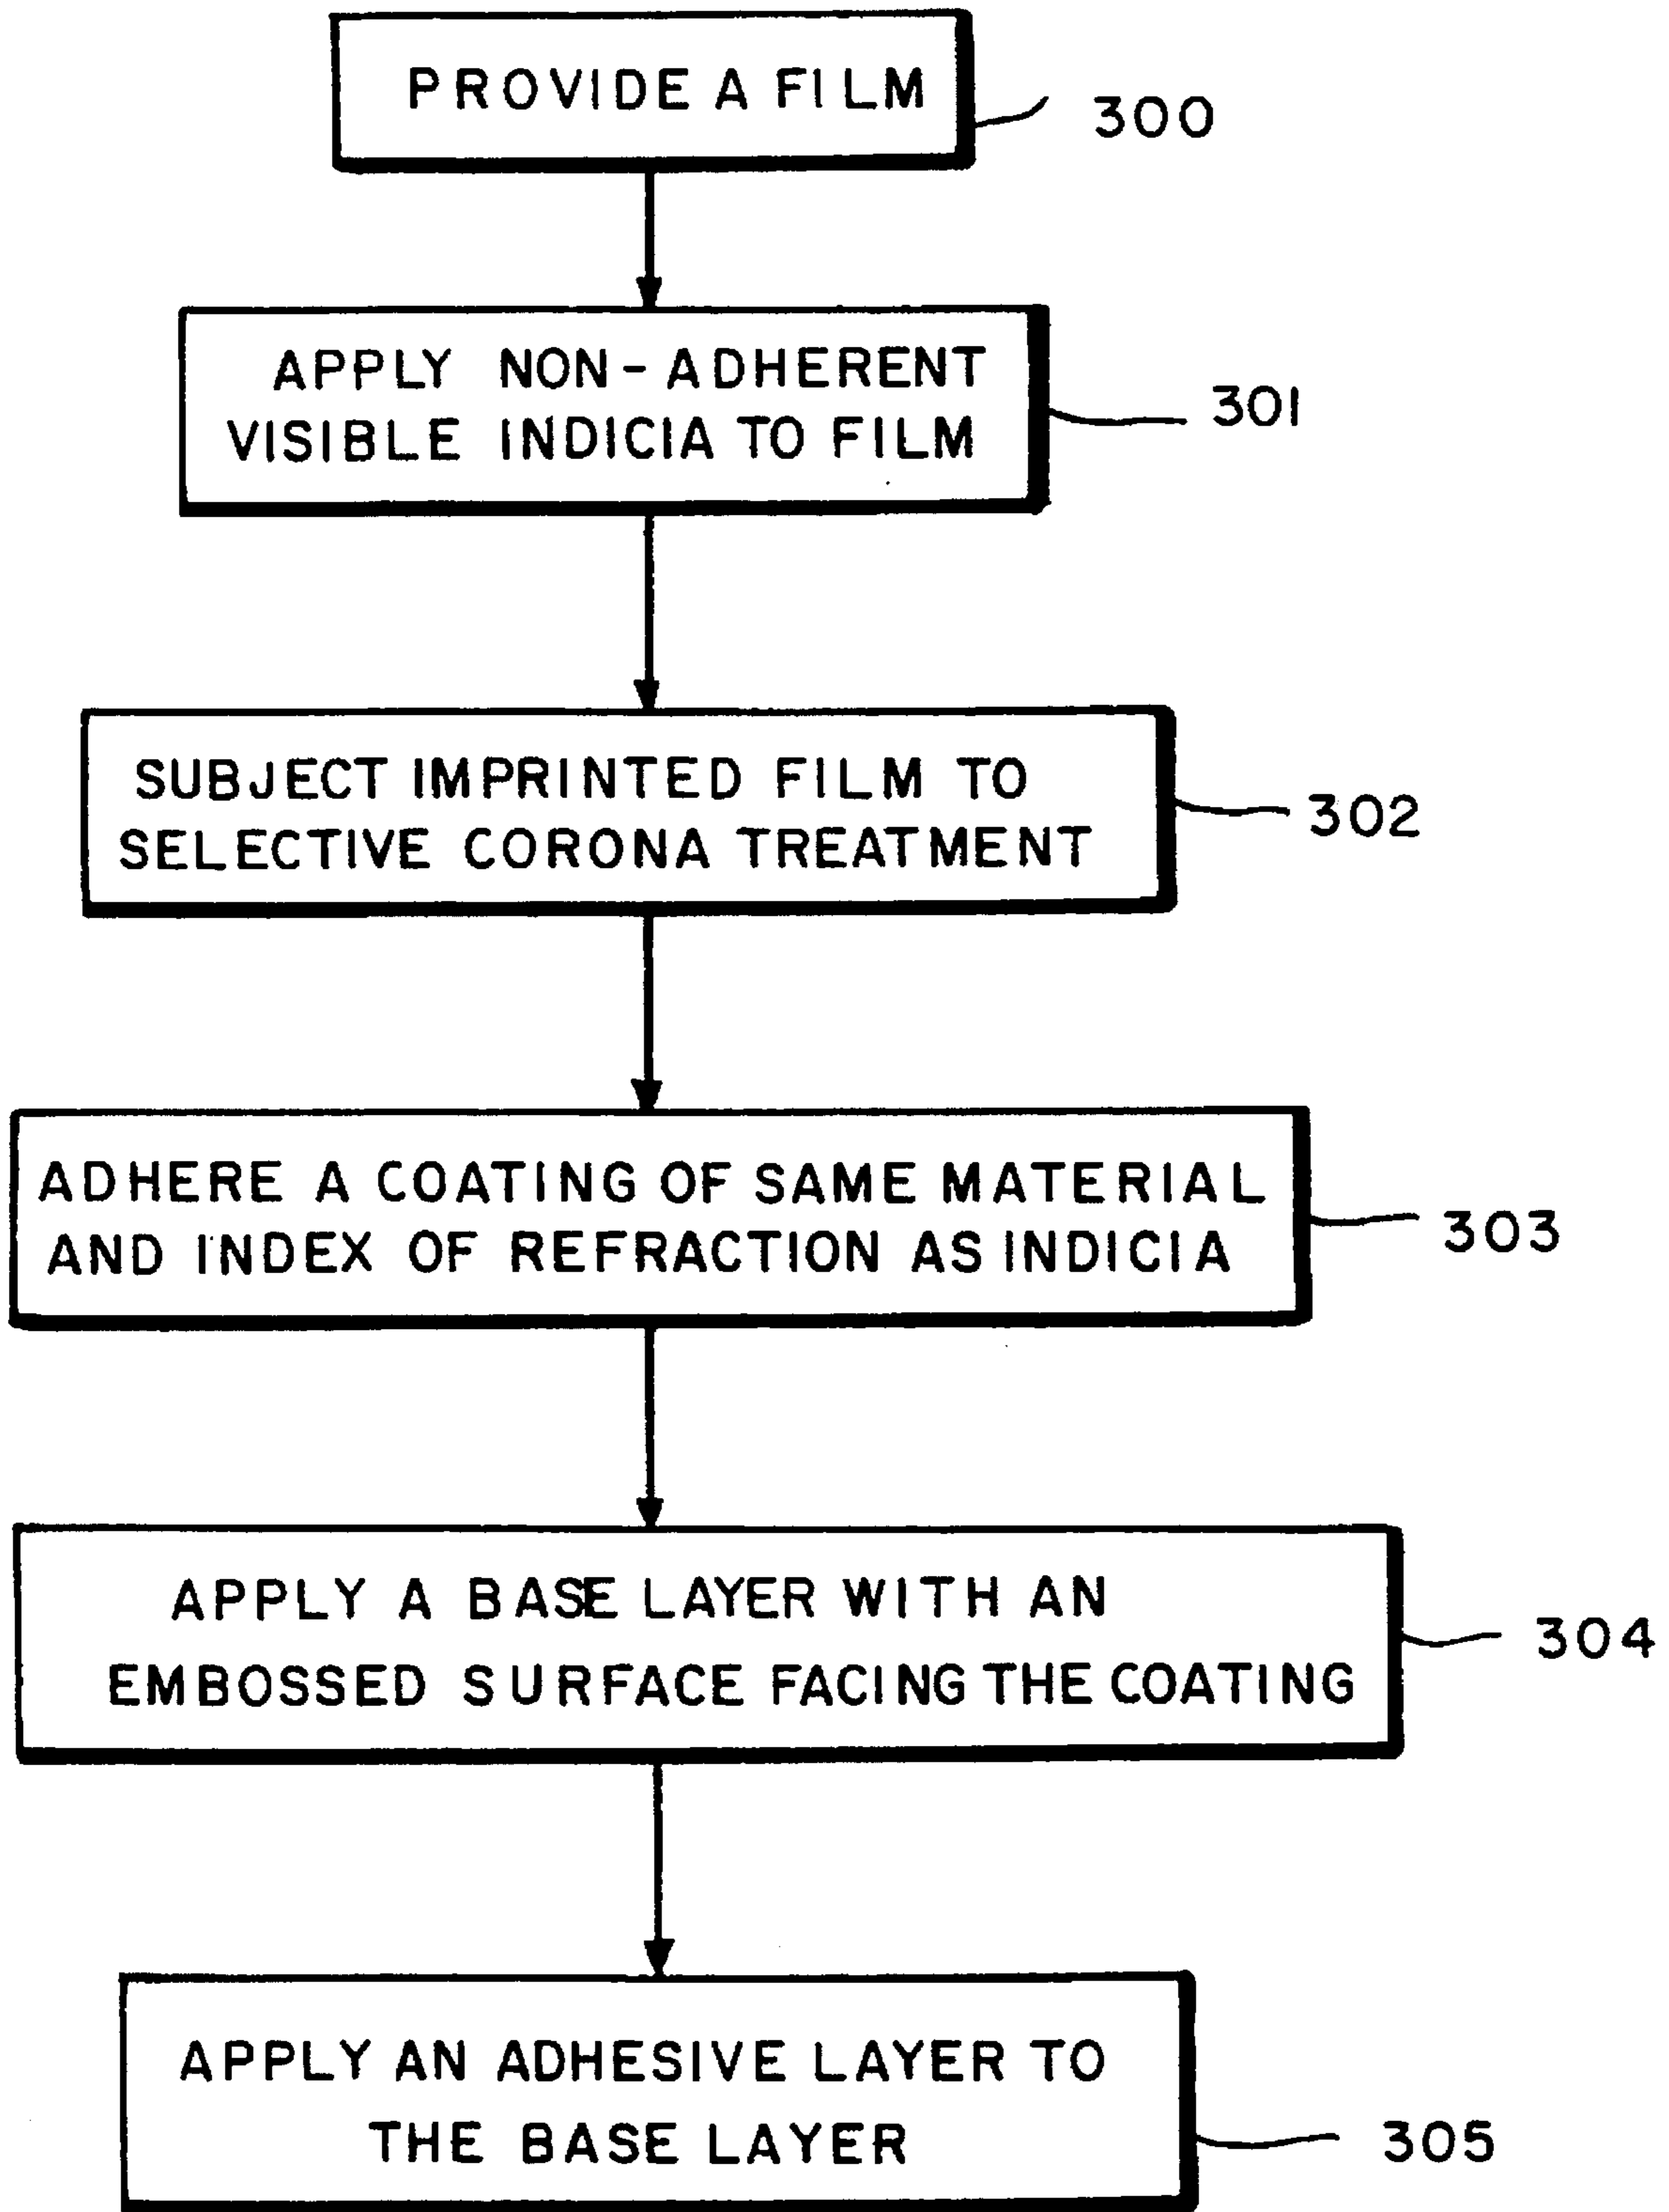 PROVIDE A FILM
300
APPLY NON-ADHERENT
VISIBLE INDICIA TO FILM
301
SUBJECT IMPRINTED FILM TO
SELECTIVE CORONA TREATMENT
302
ADHERE A COATING OF SAME MATERIAL
AND INDEX OF REFRACTION AS INDICIA
303
APPLY A BASE LAYER WITH AN
EMBOSSED SURFACE FACING THE COATING
304
APPLY AN ADHESIVE LAYER TO
THE BASE LAYER
305